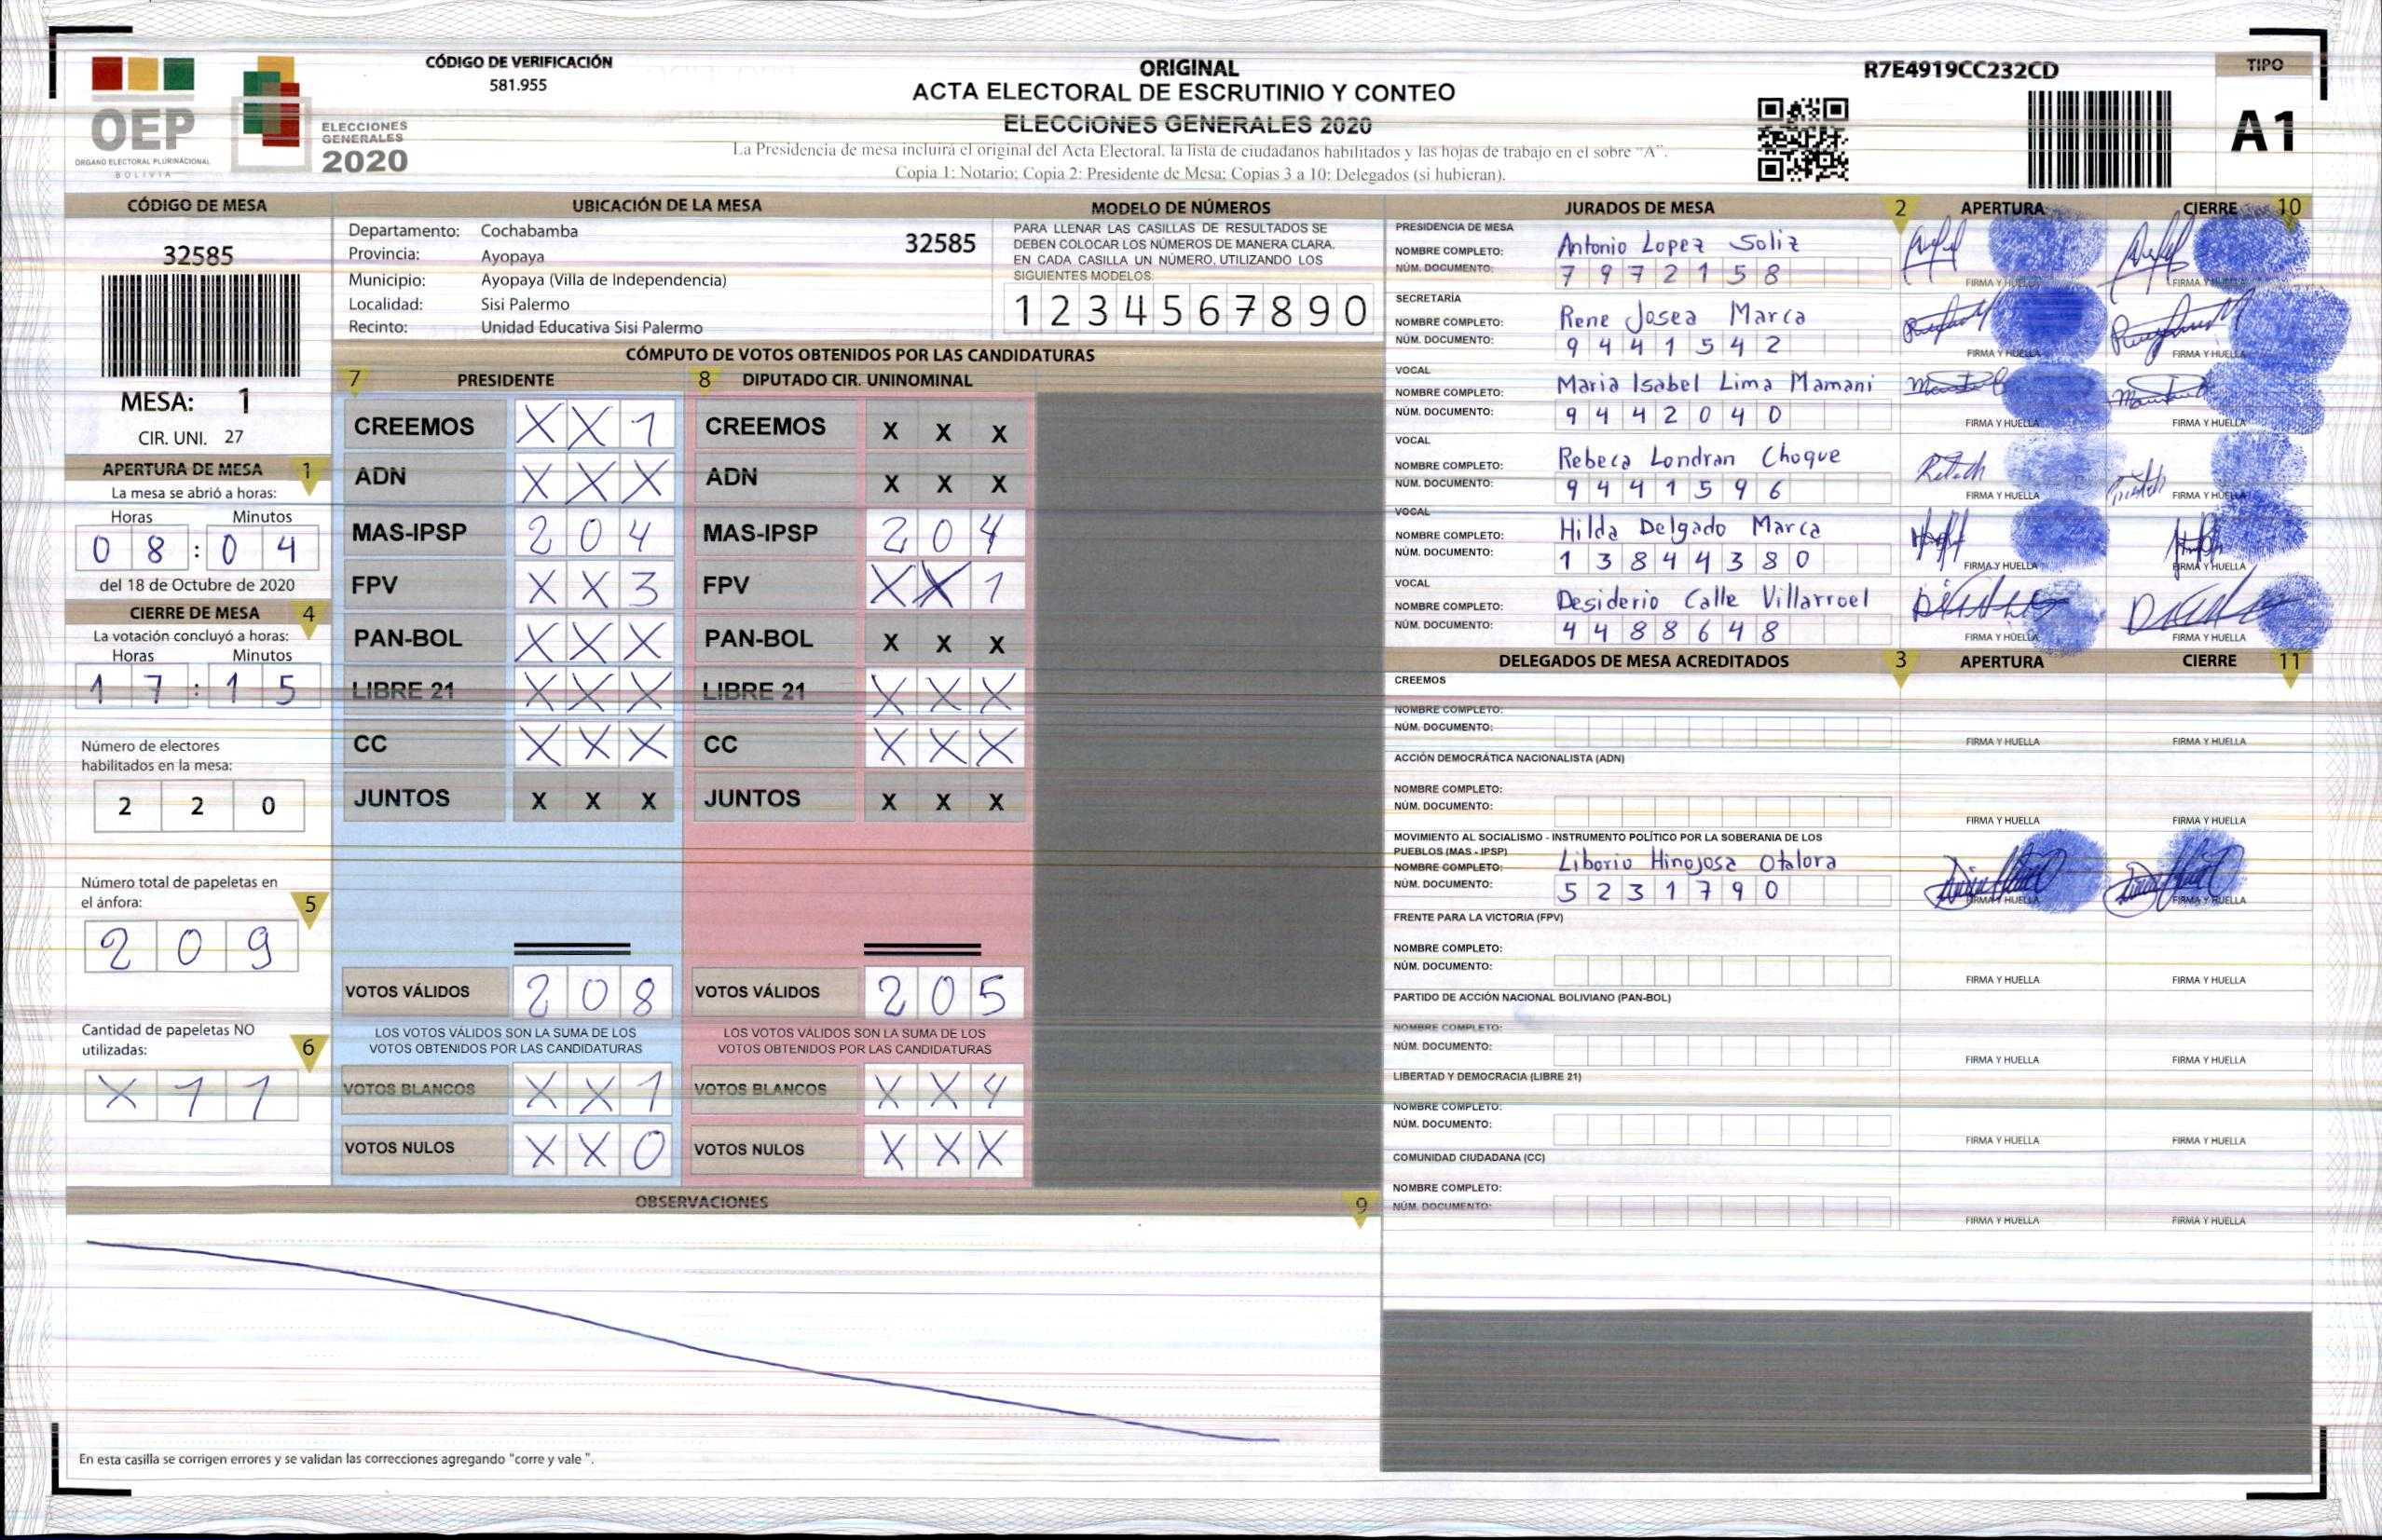 CÓDIGO DE VERIFICACIÓN
581.955
ORIGINAL
ACTA ELECTORAL DE ESCRUTINIO Y CONTEO
ELECCIONES GENERALES 2020
La Presidencia de mesa incluirá el original del Acta Electoral, la lista de ciudadanos habilitados y las hojas de trabajo en el sobre "A".
Copia 1: Notario; Copia 2: Presidente de Mesa; Copias 3 a 10: Delegados (si hubieran).
R7E4919CC232CD
TIPO
A1
OEP
ÓRGANO ELECTORAL PLURINACIONAL
BOLIVIA
ELECCIONES
GENERALES
2020
CÓDIGO DE MESA
32585
MESA: 1
CIR. UNI. 27
APERTURA DE MESA 1
La mesa se abrió a horas:
Horas Minutos
0 8 : 0 4
del 18 de Octubre de 2020
CIERRE DE MESA 4
La votación concluyó a horas:
Horas Minutos
1 7 : 1 5
Número de electores
habilitados en la mesa:
2 2 0
Número total de papeletas en
el ánfora: 5
2 0 9
Cantidad de papeletas NO
utilizadas: 6
X 1 1
UBICACIÓN DE LA MESA
Departamento: Cochabamba 32585
Provincia: Ayopaya
Municipio: Ayopaya (Villa de Independencia)
Localidad: Sisi Palermo
Recinto: Unidad Educativa Sisi Palermo
MODELO DE NÚMEROS
PARA LLENAR LAS CASILLAS DE RESULTADOS SE
DEBEN COLOCAR LOS NÚMEROS DE MANERA CLARA.
EN CADA CASILLA UN NÚMERO, UTILIZANDO LOS
SIGUIENTES MODELOS:
1 2 3 4 5 6 7 8 9 0
CÓMPUTO DE VOTOS OBTENIDOS POR LAS CANDIDATURAS
7 PRESIDENTE 8 DIPUTADO CIR. UNINOMINAL
CREEMOS X X 1 CREEMOS X X X
ADN X X X ADN X X X
MAS-IPSP 2 0 4 MAS-IPSP 2 0 4
FPV X X 3 FPV X X 1
PAN-BOL X X X PAN-BOL X X X
LIBRE 21 X X X LIBRE 21 X X X
CC X X X CC X X X
JUNTOS X X X JUNTOS X X X
VOTOS VÁLIDOS 2 0 8 VOTOS VÁLIDOS 2 0 5
LOS VOTOS VÁLIDOS SON LA SUMA DE LOS LOS VOTOS VÁLIDOS SON LA SUMA DE LOS
VOTOS OBTENIDOS POR LAS CANDIDATURAS VOTOS OBTENIDOS POR LAS CANDIDATURAS
VOTOS BLANCOS X X 1 VOTOS BLANCOS X X 4
VOTOS NULOS X X 0 VOTOS NULOS X X X
OBSERVACIONES 9
En esta casilla se corrigen errores y se validan las correcciones agregando "corre y vale ".
JURADOS DE MESA 2 APERTURA CIERRE 10
PRESIDENCIA DE MESA
NOMBRE COMPLETO: Antonio Lopez Soliz
NÚM. DOCUMENTO: 7 9 7 2 1 5 8
FIRMA Y HUELLA FIRMA Y HUELLA
SECRETARÍA
NOMBRE COMPLETO: Rene Josea Marca
NÚM. DOCUMENTO: 9 4 4 1 5 4 2
FIRMA Y HUELLA FIRMA Y HUELLA
VOCAL
NOMBRE COMPLETO: Maria Isabel Lima Mamani
NÚM. DOCUMENTO: 9 4 4 2 0 4 0
FIRMA Y HUELLA FIRMA Y HUELLA
VOCAL
NOMBRE COMPLETO: Rebeca Londran Choque
NÚM. DOCUMENTO: 9 4 4 1 5 9 6
FIRMA Y HUELLA FIRMA Y HUELLA
VOCAL
NOMBRE COMPLETO: Hilda Delgado Marca
NÚM. DOCUMENTO: 1 3 8 4 4 3 8 0
FIRMA Y HUELLA FIRMA Y HUELLA
VOCAL
NOMBRE COMPLETO: Desiderio Calle Villarroel
NÚM. DOCUMENTO: 4 4 8 8 6 4 8
FIRMA Y HUELLA FIRMA Y HUELLA
DELEGADOS DE MESA ACREDITADOS 3 APERTURA CIERRE 11
CREEMOS
NOMBRE COMPLETO:
NÚM. DOCUMENTO:
FIRMA Y HUELLA FIRMA Y HUELLA
ACCIÓN DEMOCRÁTICA NACIONALISTA (ADN)
NOMBRE COMPLETO:
NÚM. DOCUMENTO:
FIRMA Y HUELLA FIRMA Y HUELLA
MOVIMIENTO AL SOCIALISMO - INSTRUMENTO POLÍTICO POR LA SOBERANIA DE LOS
PUEBLOS (MAS - IPSP)
NOMBRE COMPLETO: Liborio Hinojosa Otalora
NÚM. DOCUMENTO: 5 2 3 1 7 9 0
FIRMA Y HUELLA FIRMA Y HUELLA
FRENTE PARA LA VICTORIA (FPV)
NOMBRE COMPLETO:
NÚM. DOCUMENTO:
FIRMA Y HUELLA FIRMA Y HUELLA
PARTIDO DE ACCIÓN NACIONAL BOLIVIANO (PAN-BOL)
NOMBRE COMPLETO:
NÚM. DOCUMENTO:
FIRMA Y HUELLA FIRMA Y HUELLA
LIBERTAD Y DEMOCRACIA (LIBRE 21)
NOMBRE COMPLETO:
NÚM. DOCUMENTO:
FIRMA Y HUELLA FIRMA Y HUELLA
COMUNIDAD CIUDADANA (CC)
NOMBRE COMPLETO:
NÚM. DOCUMENTO:
FIRMA Y HUELLA FIRMA Y HUELLA